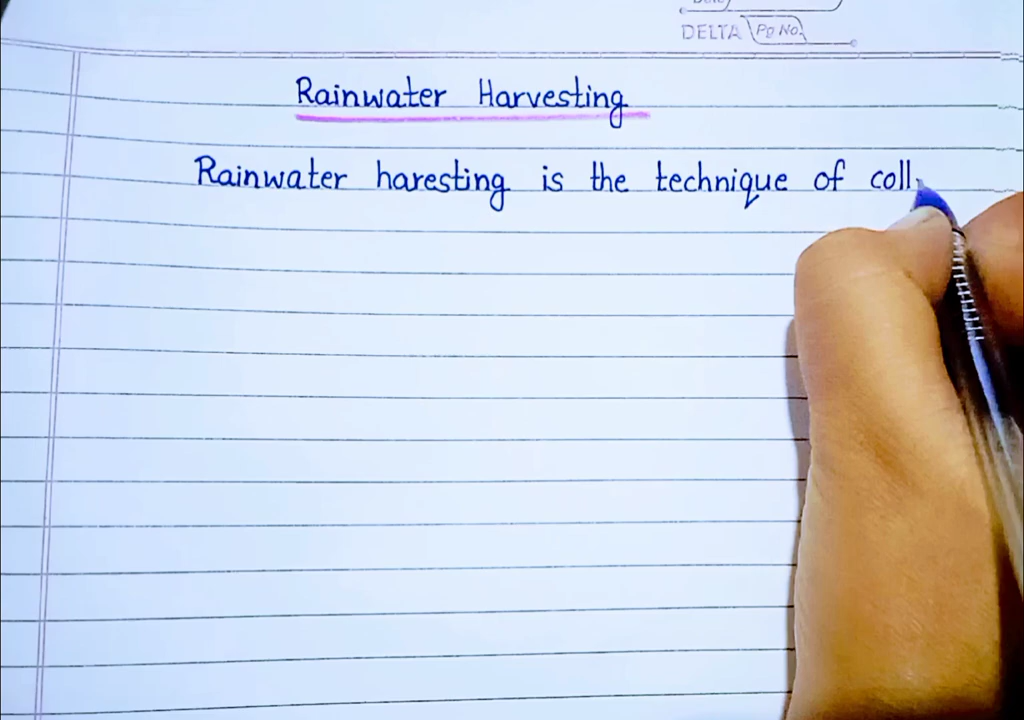 DELTA Pg No.
Rainwater Harvesting
Rainwater haresting is the technique of coll